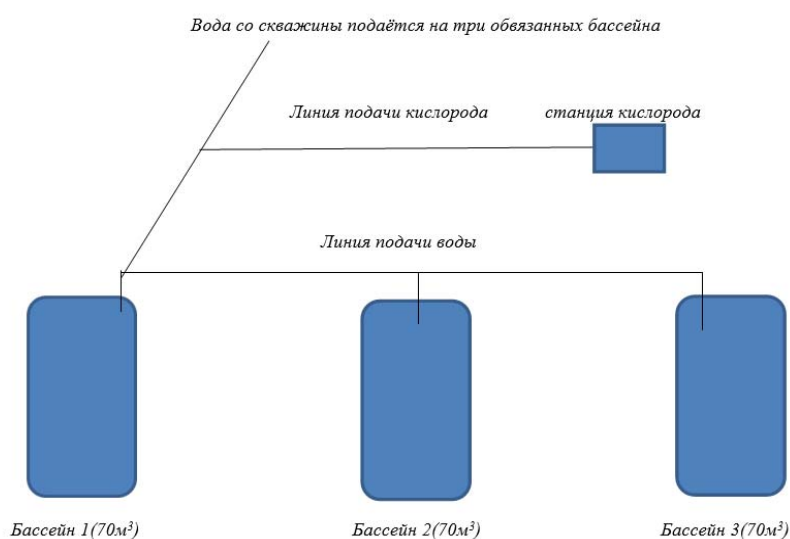 Вода со скважины подаётся на три обвязанных бассейна
Линия подачи кислорода станция кислорода
Линия подачи воды
Бассейн 1(70м³) Бассейн 2(70м³) Бассейн 3(70м³)